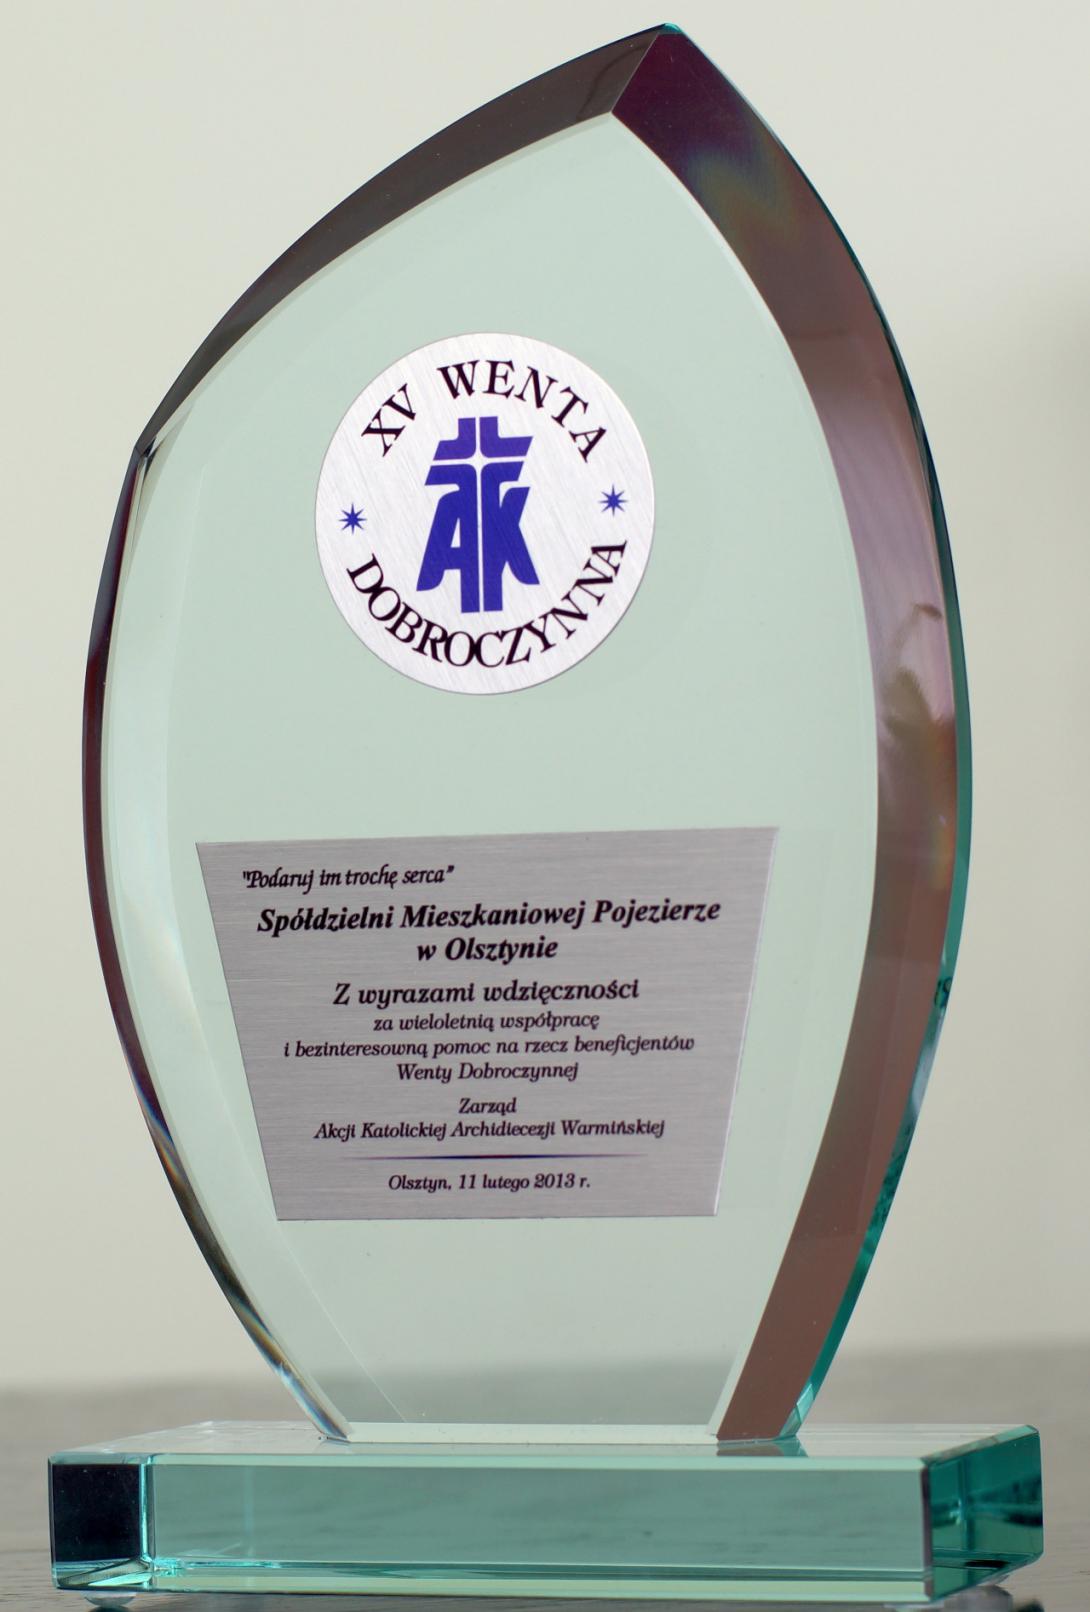 XV WENTA
AK
DOBROCZYNNA
"Podaruj im trochę serca"
Spółdzielni Mieszkaniowej Pojezierze
w Olsztynie
Z wyrazami wdzięczności
za wieloletnią współpracę
i bezinteresowną pomoc na rzecz beneficjentów
Wenty Dobroczynnej
Zarząd
Akcji Katolickiej Archidiecezji Warmińskiej
Olsztyn, 11 lutego 2013 r.